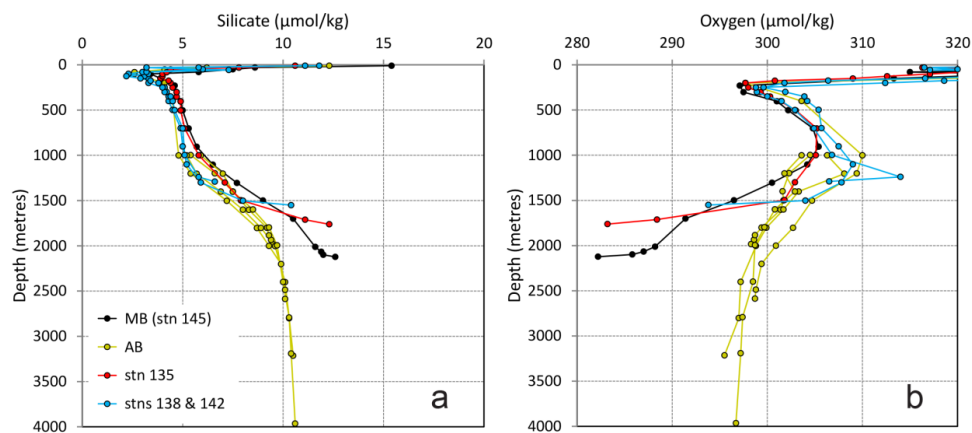 Silicate (µmol/kg)
0 5 10 15 20
Depth (metres)
0
500
1000
1500
2000
2500
3000
3500
4000
MB (stn 145)
AB
stn 135
stns 138 & 142
a
Oxygen (µmol/kg)
280 290 300 310 320
Depth (metres)
0
500
1000
1500
2000
2500
3000
3500
4000
b